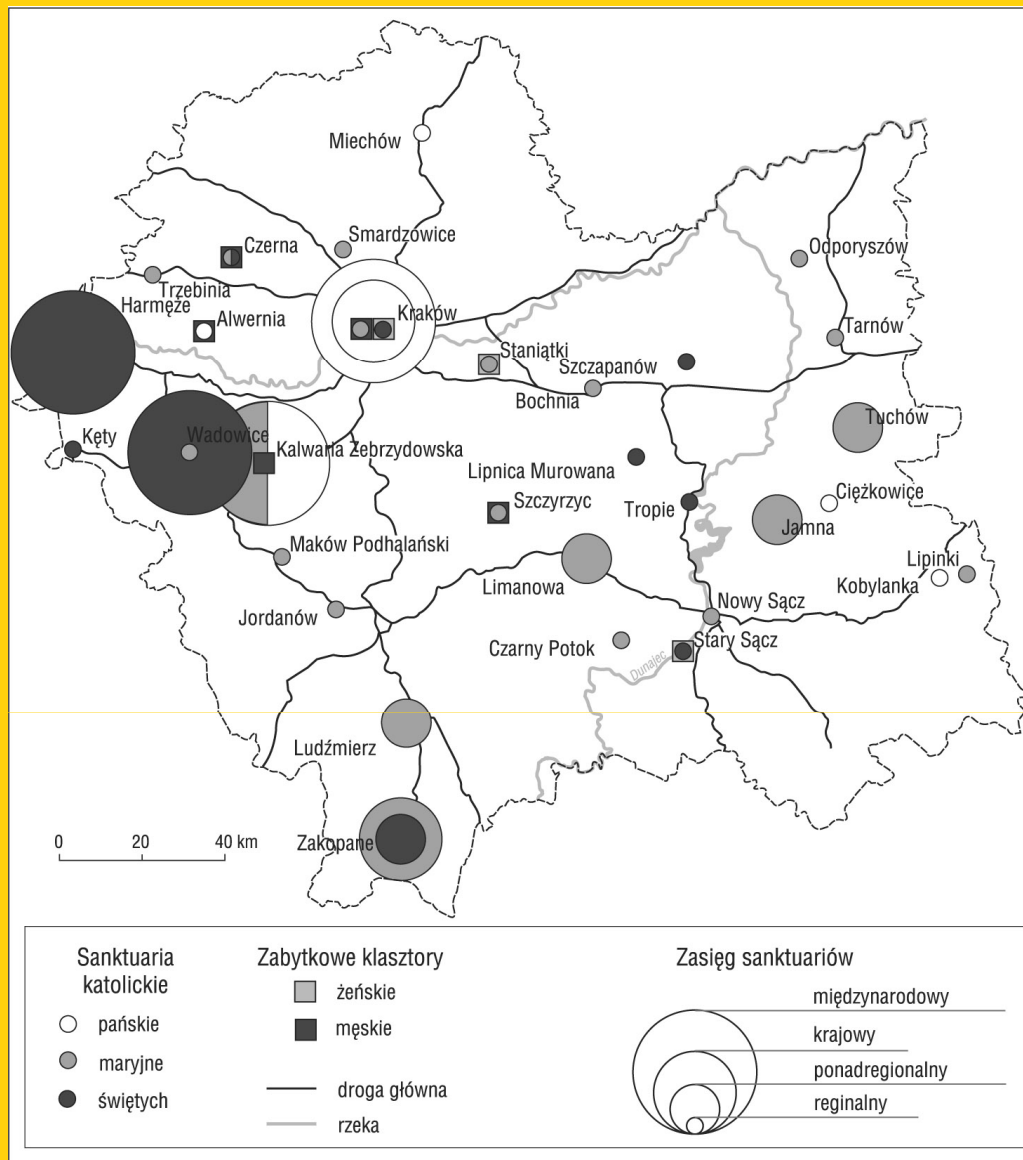 Miechów
Smardzowice
Czerna
Odporyszów
Trzebinia
Harmęże
Alwernia
Kraków
Tarnów
Staniątki
Szczapanów
Bochnia
Tuchów
Kęty
Wadowice
Kalwaria Zebrzydowska
Lipnica Murowana
Szczyrzyc
Tropie
Ciężkowice
Jamna
Maków Podhalański
Lipinki
Kobylanka
Limanowa
Jordanów
Nowy Sącz
Czarny Potok
Stary Sącz
Dunajec
Ludźmierz
Zakopane
0 20 40 km
Sanktuaria
katolickie
pańskie
maryjne
świętych
Zabytkowe klasztory
żeńskie
męskie
droga główna
rzeka
Zasięg sanktuariów
międzynarodowy
krajowy
ponadregionalny
reginalny